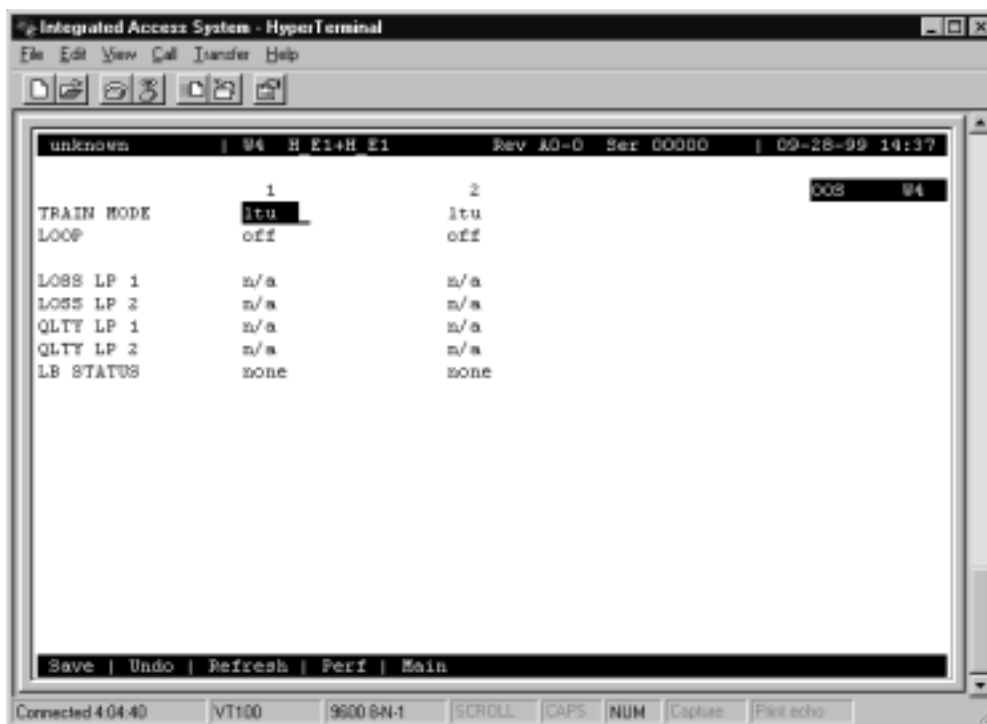 Integrated Access System - HyperTerminal
File Edit View Call Transfer Help
unknown | W4 H_E1+H_E1 Rev A0-0 Ser 00000 | 09-28-99 14:37
1 2 OOS W4
TRAIN MODE ltu ltu
LOOP off off
LOSS LP 1 n/a n/a
LOSS LP 2 n/a n/a
QLTY LP 1 n/a n/a
QLTY LP 2 n/a n/a
LB STATUS none none
Save | Undo | Refresh | Perf | Main
Connected 4:04:40 VT100 9600 8-N-1 SCROLL CAPS NUM Capture Print echo